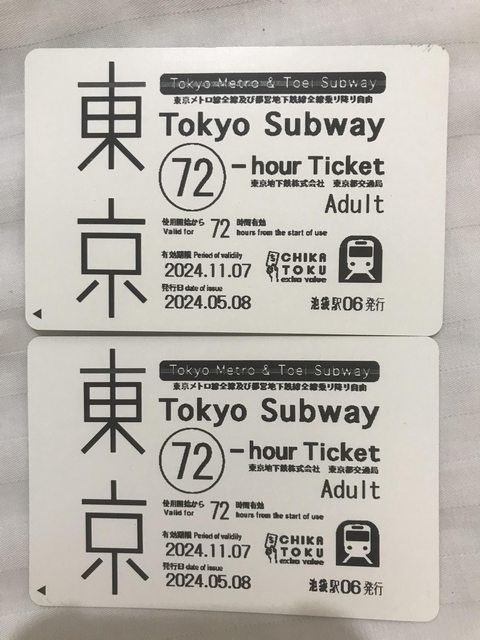 東京
Tokyo Metro & Toei Subway
東京メトロ線全線及び都営地下鉄線全線乗り降り自由
Tokyo Subway
72-hour Ticket
東京地下鉄株式会社 東京都交通局
Adult
使用開始から 72 時間有効
Valid for hours from the start of use
有効期限 Period of validity
2024.11.07
発行日 date of issue
2024.05.08
CHIKA
TOKU
extra value
池袋駅06発行
東京
Tokyo Metro & Toei Subway
東京メトロ線全線及び都営地下鉄線全線乗り降り自由
Tokyo Subway
72-hour Ticket
東京地下鉄株式会社 東京都交通局
Adult
使用開始から 72 時間有効
Valid for hours from the start of use
有効期限 Period of validity
2024.11.07
発行日 date of issue
2024.05.08
CHIKA
TOKU
extra value
池袋駅06発行